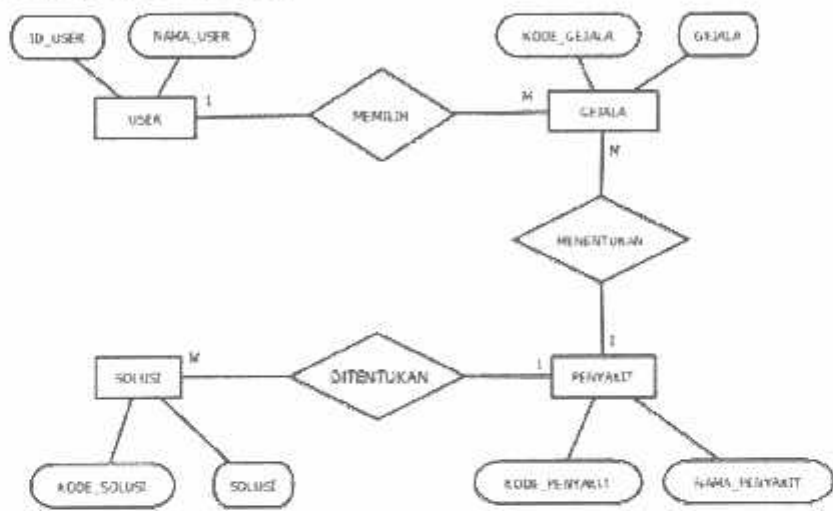 ID_USER
NAMA_USER
KODE_GEJALA
GEJALA
USER
1
MEMILIH
M
GEJALA
M
MENENTUKAN
1
SOLUSI
M
DITENTUKAN
1
PENYAKIT
KODE_SOLUSI
SOLUSI
KODE_PENYAKIT
NAMA_PENYAKIT